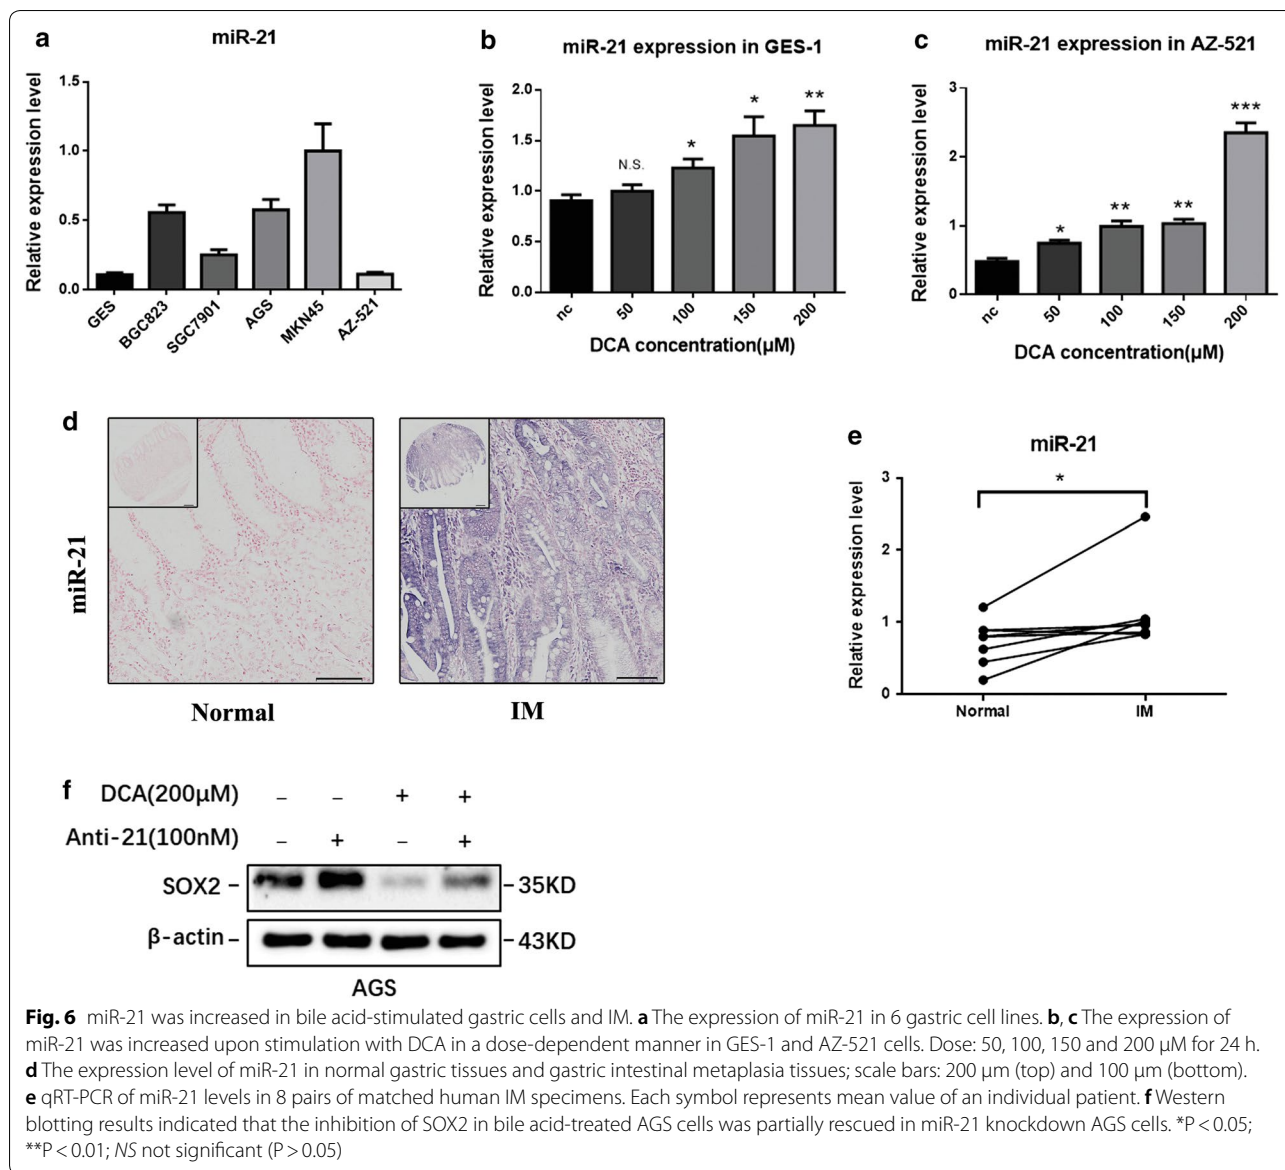 a
miR-21
Relative expression level
1.5
1.0
0.5
0.0
GES
BGC823
SGC7901
AGS
MKN45
AZ-521
b
miR-21 expression in GES-1
Relative expression level
2.0
1.5
1.0
0.5
0.0
N.S.
*
*
**
nc
50
100
150
200
DCA concentration(μM)
c
miR-21 expression in AZ-521
Relative expression level
3
2
1
0
*
**
**
***
nc
50
100
150
200
DCA concentration(μM)
d
miR-21
Normal
IM
e
miR-21
Relative expression level
3
2
1
0
*
Normal
IM
f
DCA(200μM) – – + +
Anti-21(100nM) – + – +
SOX2 – –35KD
β-actin – –43KD
AGS
Fig. 6 miR-21 was increased in bile acid-stimulated gastric cells and IM. a The expression of miR-21 in 6 gastric cell lines. b, c The expression of
miR-21 was increased upon stimulation with DCA in a dose-dependent manner in GES-1 and AZ-521 cells. Dose: 50, 100, 150 and 200 μM for 24 h.
d The expression level of miR-21 in normal gastric tissues and gastric intestinal metaplasia tissues; scale bars: 200 μm (top) and 100 μm (bottom).
e qRT-PCR of miR-21 levels in 8 pairs of matched human IM specimens. Each symbol represents mean value of an individual patient. f Western
blotting results indicated that the inhibition of SOX2 in bile acid-treated AGS cells was partially rescued in miR-21 knockdown AGS cells. *P < 0.05;
**P < 0.01; NS not significant (P > 0.05)